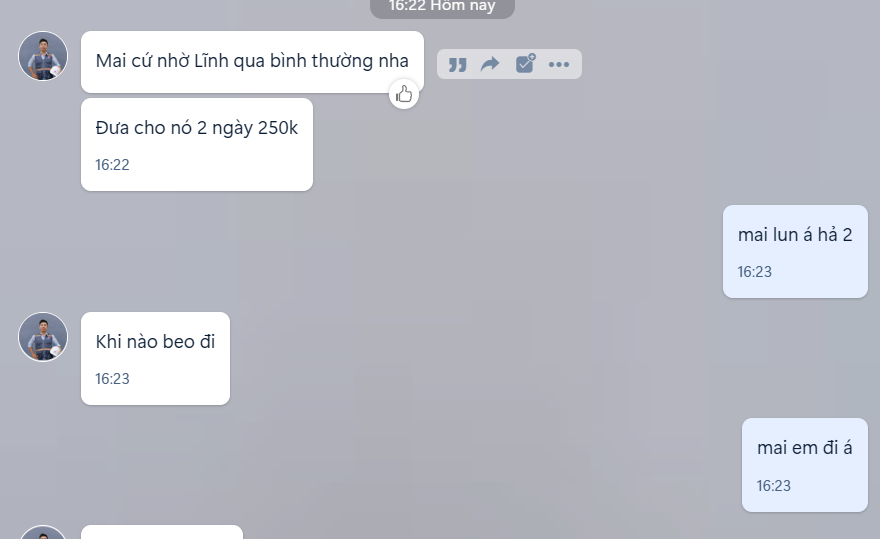 16:22 Hôm nay
Mai cứ nhờ Lĩnh qua bình thường nha
Đưa cho nó 2 ngày 250k
16:22
mai lun á hả 2
16:23
Khi nào beo đi
16:23
mai em đi á
16:23